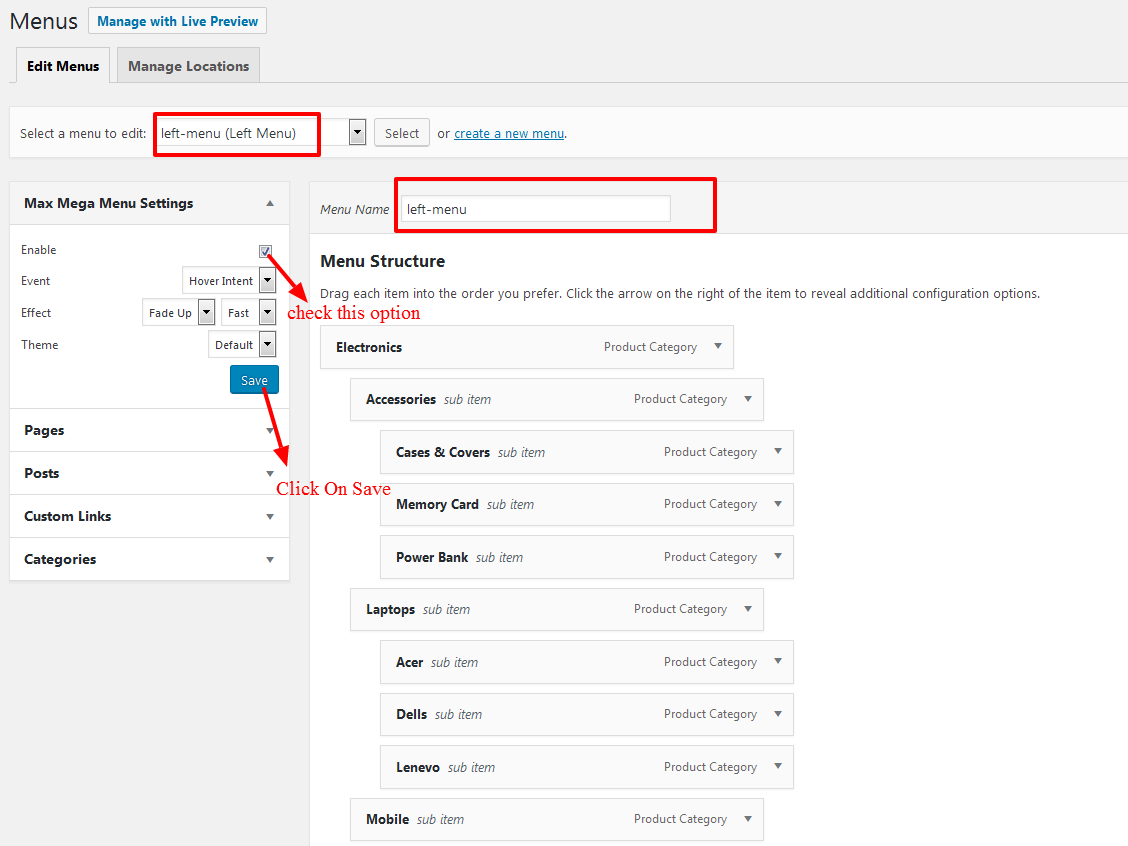 Menus Manage with Live Preview
Edit Menus Manage Locations
Select a menu to edit: left-menu (Left Menu) Select or create a new menu.
Max Mega Menu Settings
Enable
Event Hover Intent
Effect Fade Up Fast
Theme Default
Save
Pages
Posts
Custom Links
Categories
check this option
Click On Save
Menu Name left-menu
Menu Structure
Drag each item into the order you prefer. Click the arrow on the right of the item to reveal additional configuration options.
Electronics Product Category
Accessories sub item Product Category
Cases & Covers sub item Product Category
Memory Card sub item Product Category
Power Bank sub item Product Category
Laptops sub item Product Category
Acer sub item Product Category
Dells sub item Product Category
Lenevo sub item Product Category
Mobile sub item Product Category